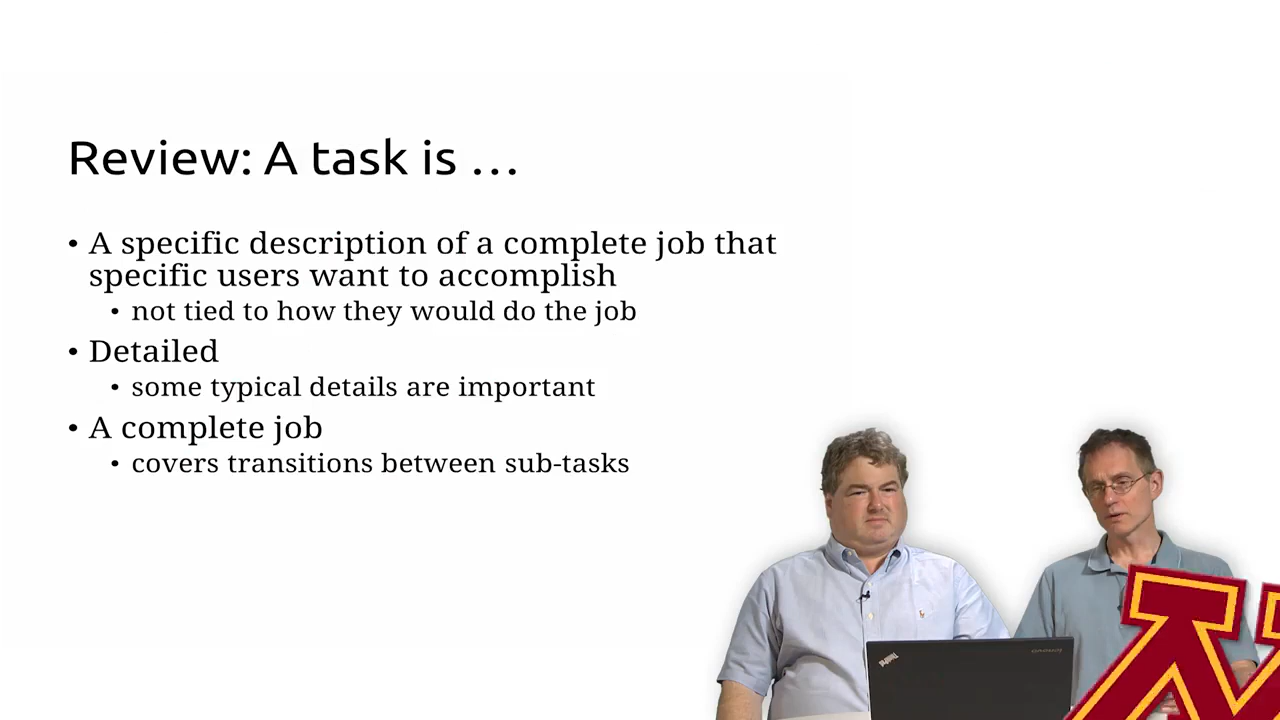 Review: A task is …
• A specific description of a complete job that
specific users want to accomplish
• not tied to how they would do the job
• Detailed
• some typical details are important
• A complete job
• covers transitions between sub-tasks
ThinkPad